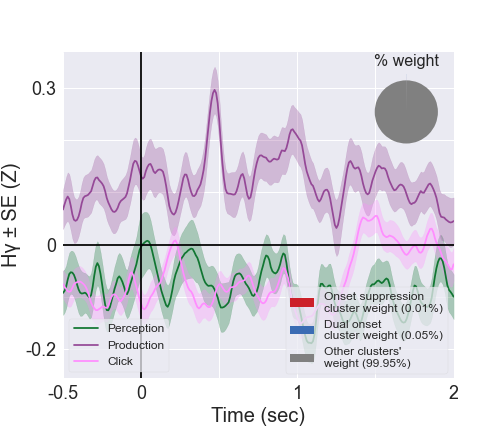 % weight
0.3
0
-0.2
Hγ ± SE (Z)
Perception
Production
Click
Onset suppression
cluster weight (0.01%)
Dual onset
cluster weight (0.05%)
Other clusters'
weight (99.95%)
-0.5
0
1
2
Time (sec)